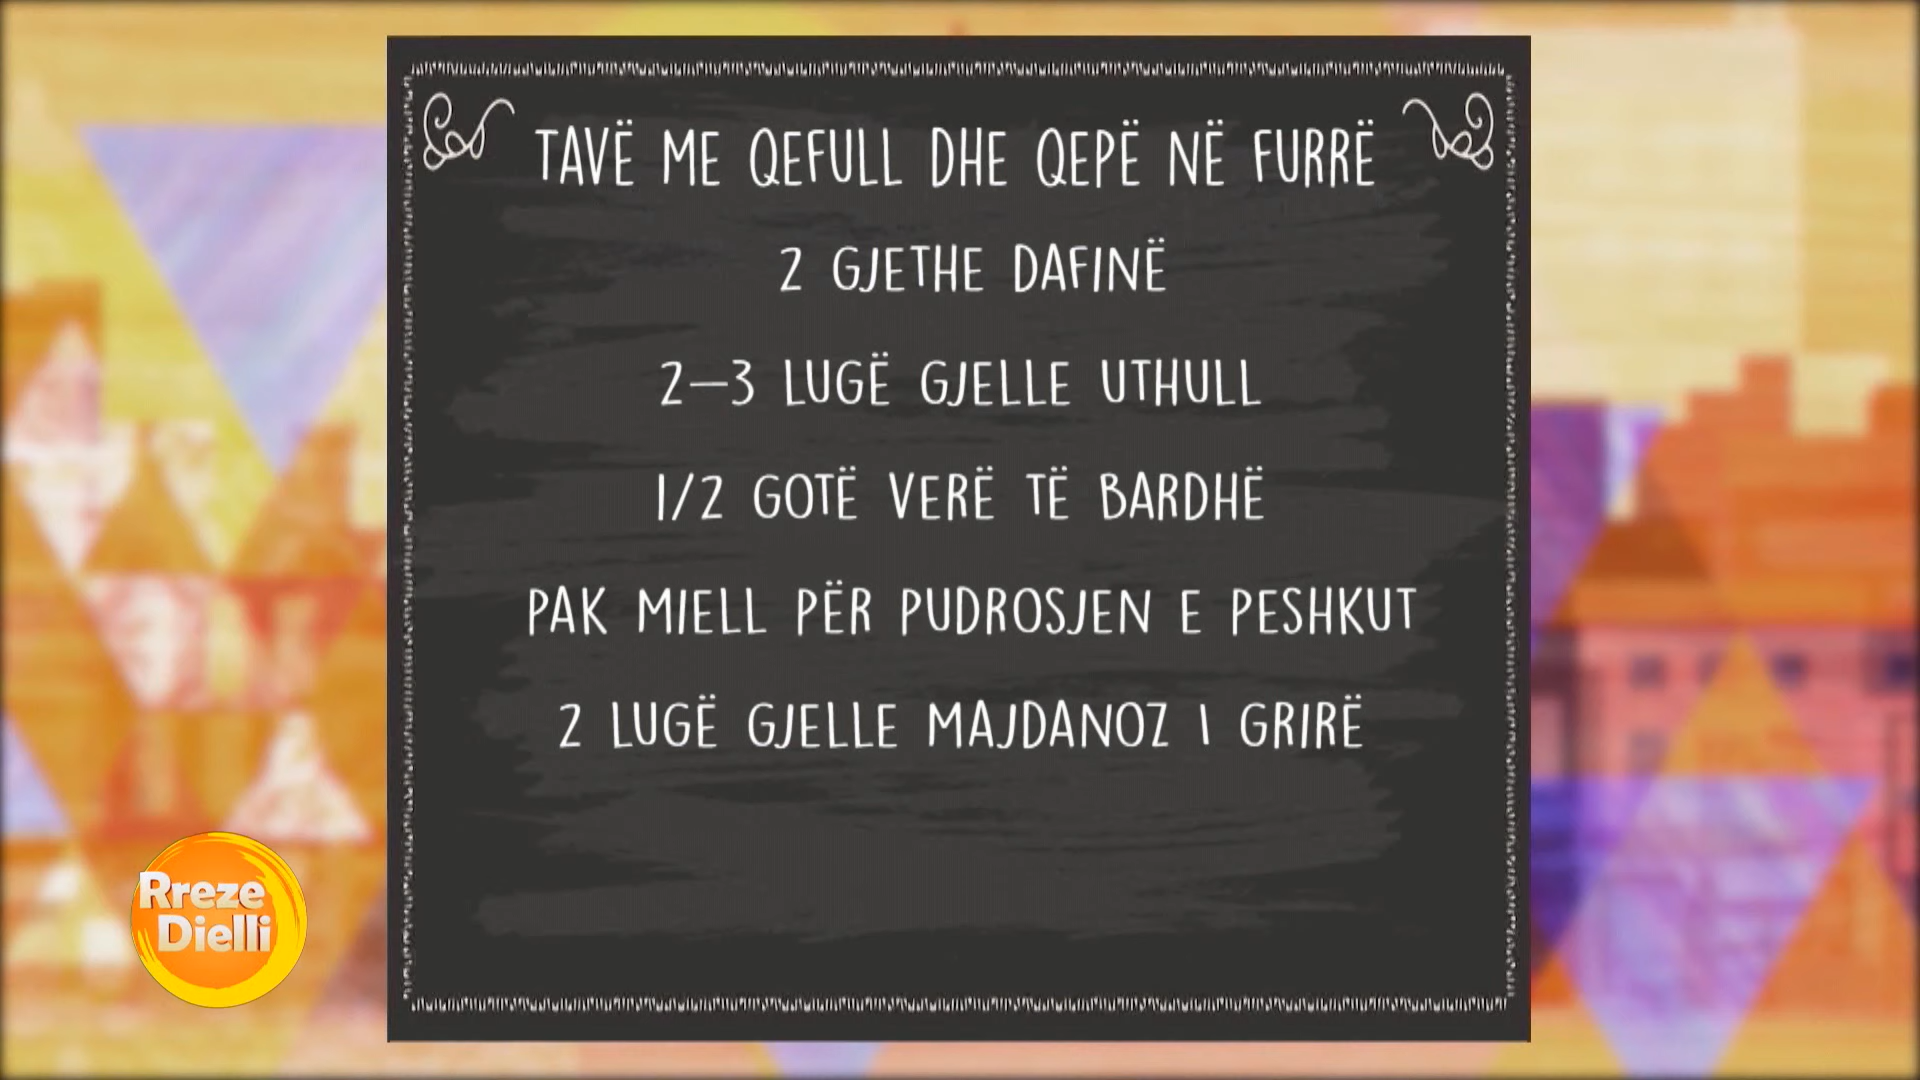 TAVË ME QEFULL DHE QEPË NË FURRË
2 GJETHE DAFINË
2–3 LUGË GJELLE UTHULL
1/2 GOTË VERË TË BARDHË
PAK MIELL PËR PUDROSJEN E PESHKUT
2 LUGË GJELLE MAJDANOZ I GRIRË
Rreze
Dielli